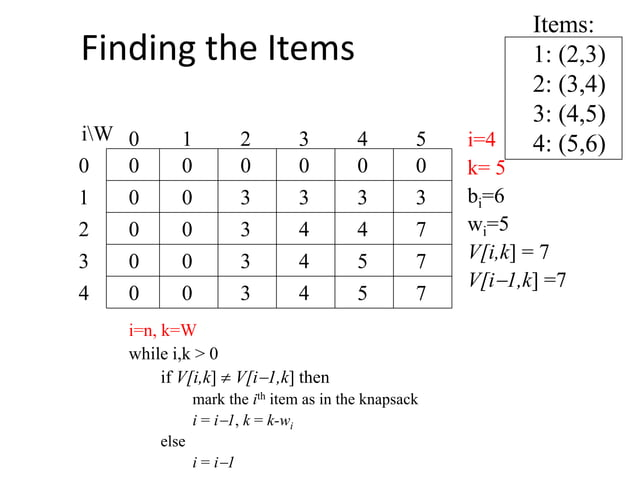 Finding the Items
Items:
1: (2,3)
2: (3,4)
3: (4,5)
4: (5,6)
i\W 0 1 2 3 4 5
0 0 0 0 0 0 0
1 0 0 3 3 3 3
2 0 0 3 4 4 7
3 0 0 3 4 5 7
4 0 0 3 4 5 7
i=4
k= 5
bi=6
wi=5
V[i,k] = 7
V[i−1,k] =7
i=n, k=W
while i,k > 0
if V[i,k] ≠ V[i−1,k] then
mark the ith item as in the knapsack
i = i−1, k = k-wi
else
i = i−1